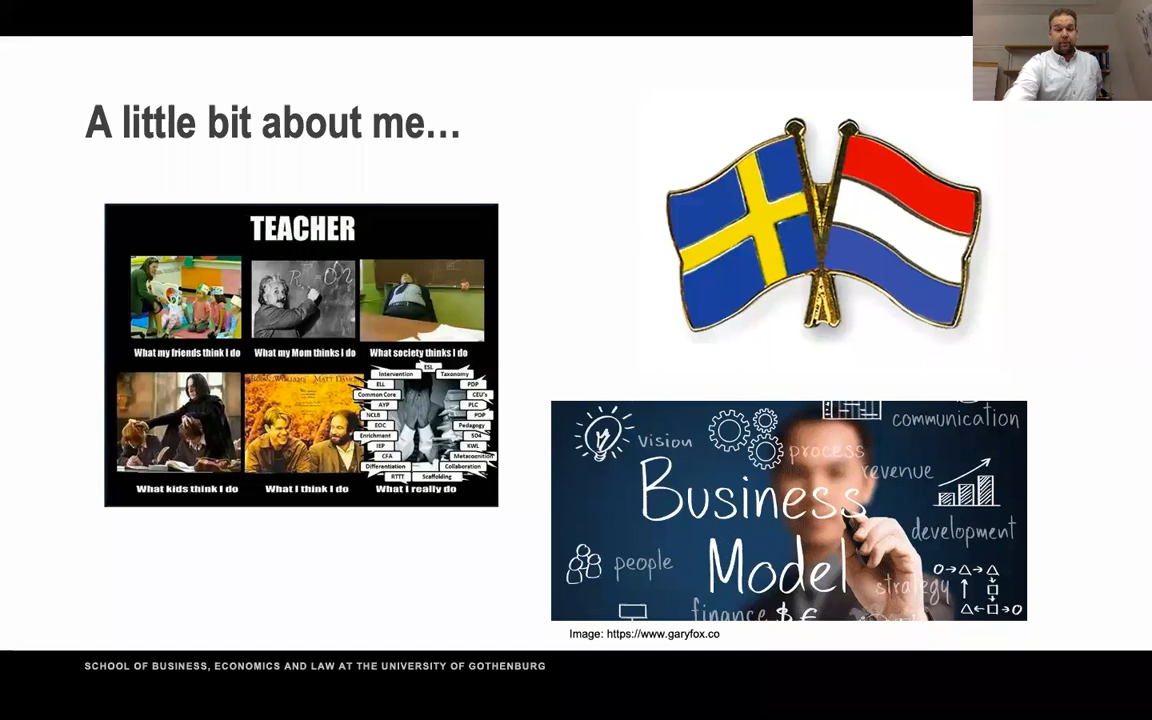 A little bit about me…
TEACHER
What my friends think I do
What my Mom thinks I do
What society thinks I do
ESL
Intervention
Taxonomy
ELL
PDP
Common Core
CEU's
AYP
PLC
NCLB
PDP
EOC
Pedagogy
Enrichment
504
IEP
KWL
CFA
Metacognition
Differentiation
Collaboration
RTTT
Scaffolding
What kids think I do
What I think I do
What I really do
communication
vision
process
revenue
Business
development
Model
people
strategy
finance $ €
Image: https://www.garyfox.co
SCHOOL OF BUSINESS, ECONOMICS AND LAW AT THE UNIVERSITY OF GOTHENBURG